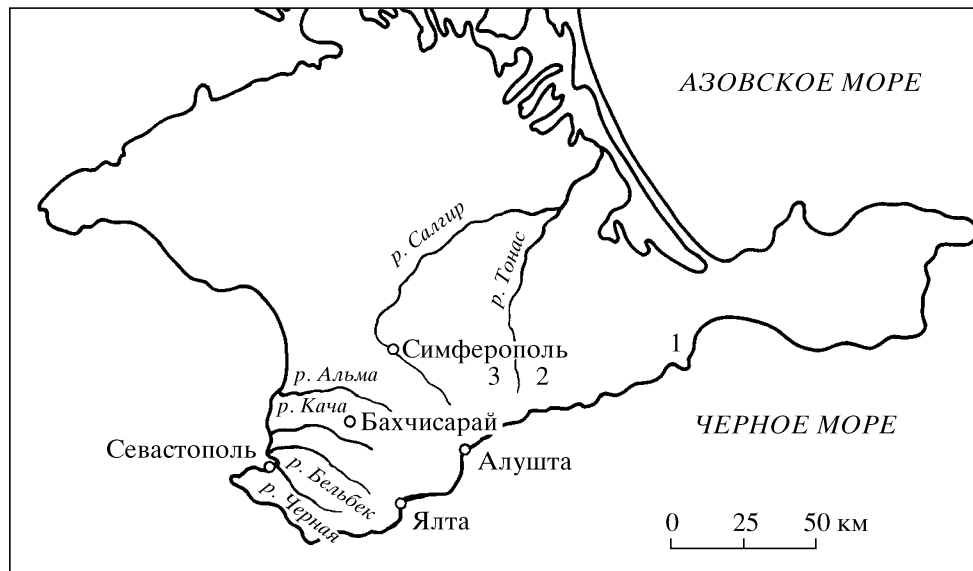 АЗОВСКОЕ МОРЕ
р. Салгир
р. Тонас
Симферополь
1
3
2
р. Альма
р. Кача
Бахчисарай
ЧЕРНОЕ МОРЕ
Севастополь
Алушта
р. Бельбек
р. Черная
Ялта
0 25 50 км